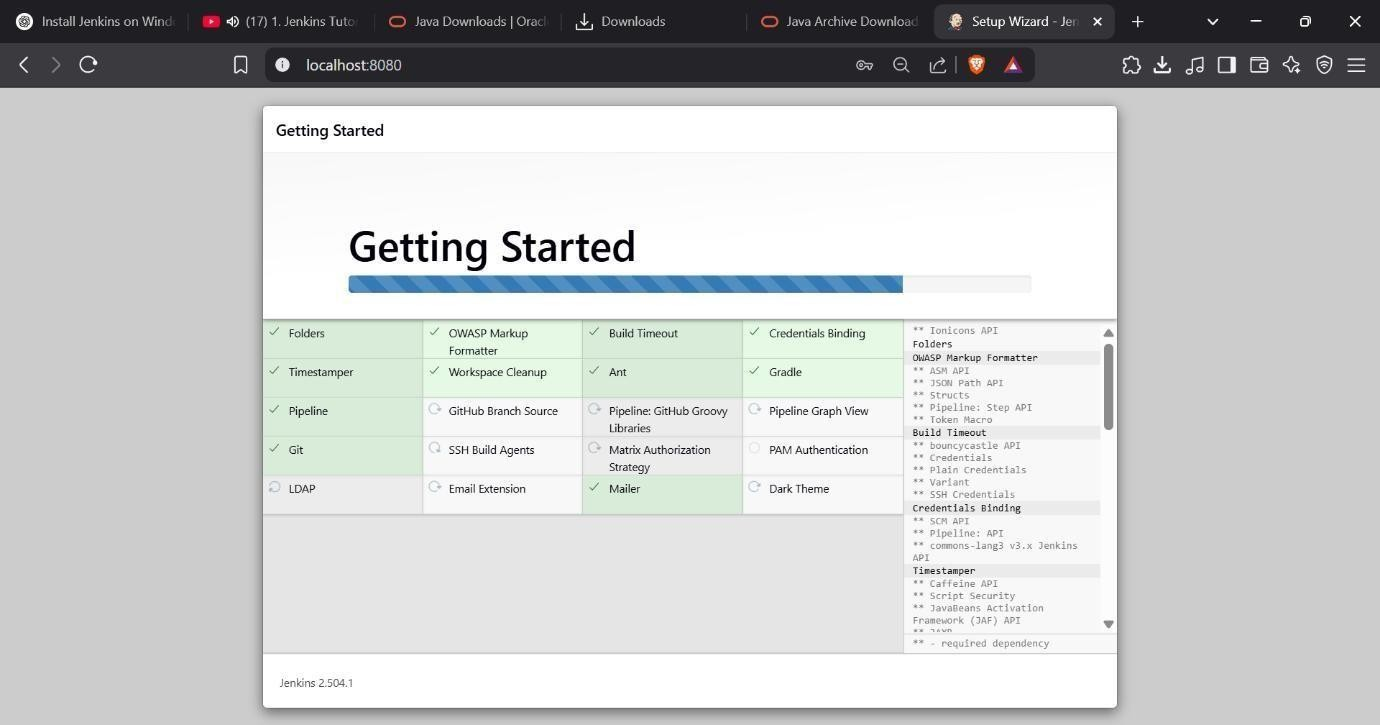 Install Jenkins on Wind
(17) 1. Jenkins Tutor
Java Downloads | Oracl
Downloads
Java Archive Download
Setup Wizard - Jen
localhost:8080
Getting Started
Getting Started
Folders
OWASP Markup
Formatter
Build Timeout
Credentials Binding
Timestamper
Workspace Cleanup
Ant
Gradle
Pipeline
GitHub Branch Source
Pipeline: GitHub Groovy
Libraries
Pipeline Graph View
Git
SSH Build Agents
Matrix Authorization
Strategy
PAM Authentication
LDAP
Email Extension
Mailer
Dark Theme
** Ionicons API
Folders
OWASP Markup Formatter
** ASM API
** JSON Path API
** Structs
** Pipeline: Step API
** Token Macro
Build Timeout
** bouncycastle API
** Credentials
** Plain Credentials
** Variant
** SSH Credentials
Credentials Binding
** SCM API
** Pipeline: API
** commons-lang3 v3.x Jenkins
API
Timestamper
** Caffeine API
** Script Security
** JavaBeans Activation
Framework (JAF) API
** - required dependency
Jenkins 2.504.1